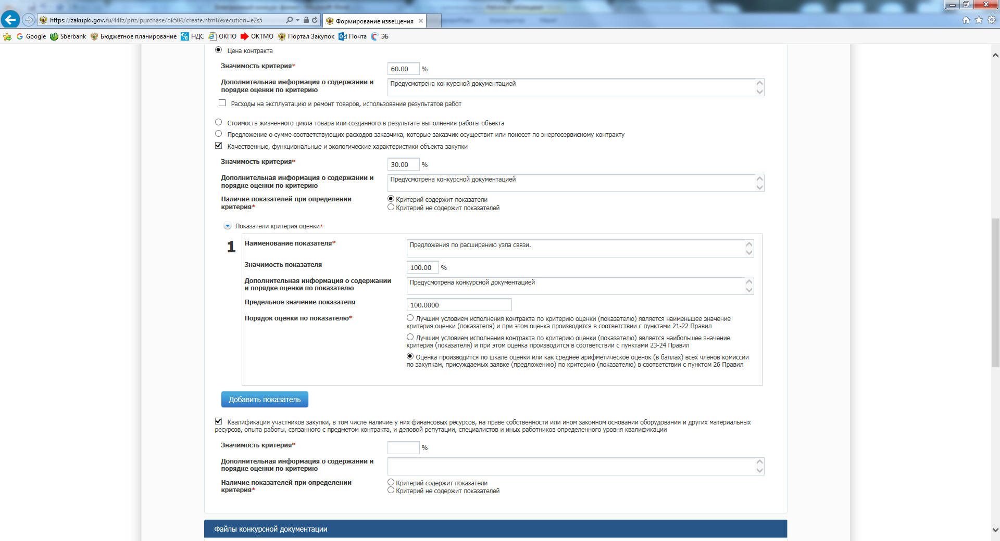 https://zakupki.gov.ru/44fz/priz/purchase/ok504/create.html?execution=e2s5
Формирование извещения
Google Sberbank Бюджетное планирование НДС ОКПО ОКТМО Портал Закупок Почта ЭБ
Цена контракта
Значимость критерия* 60.00 %
Дополнительная информация о содержании и порядке оценки по критерию
Предусмотрена конкурсной документацией
Расходы на эксплуатацию и ремонт товаров, использование результатов работ
Стоимость жизненного цикла товара или созданного в результате выполнения работы объекта
Предложение о сумме соответствующих расходов заказчика, которые заказчик осуществит или понесет по энергосервисному контракту
Качественные, функциональные и экологические характеристики объекта закупки
Значимость критерия* 30.00 %
Дополнительная информация о содержании и порядке оценки по критерию
Предусмотрена конкурсной документацией
Наличие показателей при определении критерия*
Критерий содержит показатели
Критерий не содержит показателей
Показатели критерия оценки*
1
Наименование показателя* Предложения по расширению узла связи.
Значимость показателя 100.00 %
Дополнительная информация о содержании и порядке оценки по показателю
Предусмотрена конкурсной документацией
Предельное значение показателя 100.0000
Порядок оценки по показателю*
Лучшим условием исполнения контракта по критерию оценки (показателю) является наименьшее значение
критерия оценки (показателя) и при этом оценка производится в соответствии с пунктами 21-22 Правил
Лучшим условием исполнения контракта по критерию оценки (показателю) является наибольшее значение
критерия (показателя) и при этом оценка производится в соответствии с пунктами 23-24 Правил
Оценка производится по шкале оценки или как среднее арифметическое оценок (в баллах) всех членов комиссии
по закупкам, присуждаемых заявке (предложению) по критерию (показателю) в соответствии с пунктом 26 Правил
Добавить показатель
Квалификация участников закупки, в том числе наличие у них финансовых ресурсов, на праве собственности или ином законном основании оборудования и других материальных
ресурсов, опыта работы, связанного с предметом контракта, и деловой репутации, специалистов и иных работников определенного уровня квалификации
Значимость критерия* %
Дополнительная информация о содержании и порядке оценки по критерию
Наличие показателей при определении критерия*
Критерий содержит показатели
Критерий не содержит показателей
Файлы конкурсной документации